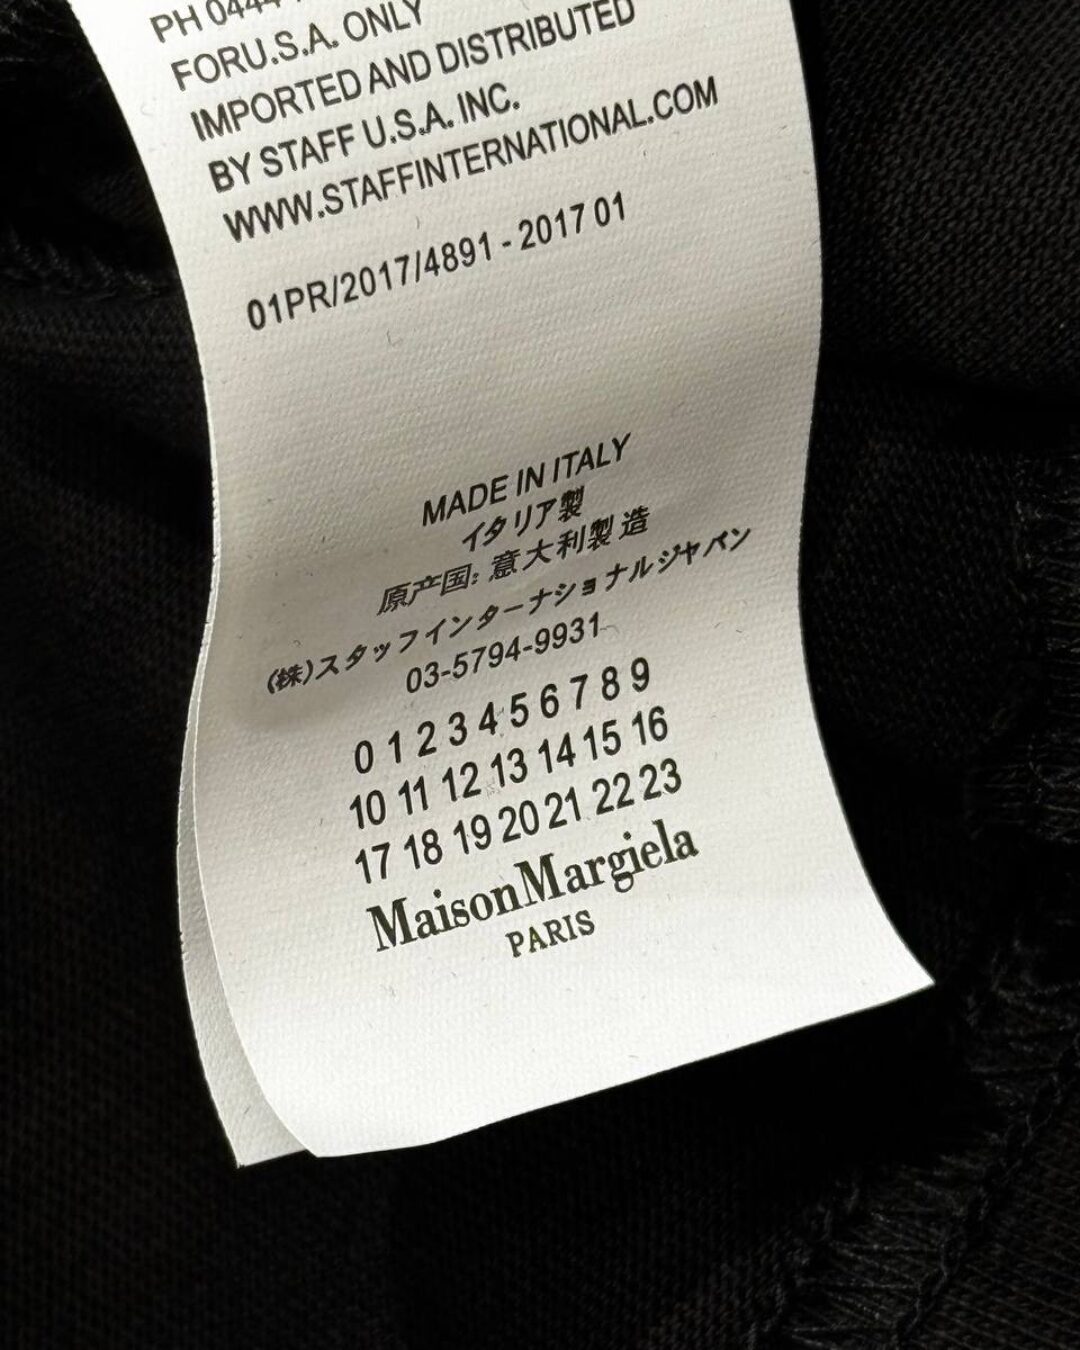 PH 0444
FORU.S.A. ONLY
IMPORTED AND DISTRIBUTED
BY STAFF U.S.A. INC.
WWW.STAFFINTERNATIONAL.COM
01PR/2017/4891 - 2017 01
MADE IN ITALY
イタリア製
原产国: 意大利製造
(株)スタッフインターナショナルジャパン
03-5794-9931
0 1 2 3 4 5 6 7 8 9
10 11 12 13 14 15 16
17 18 19 20 21 22 23
Maison Margiela
PARIS